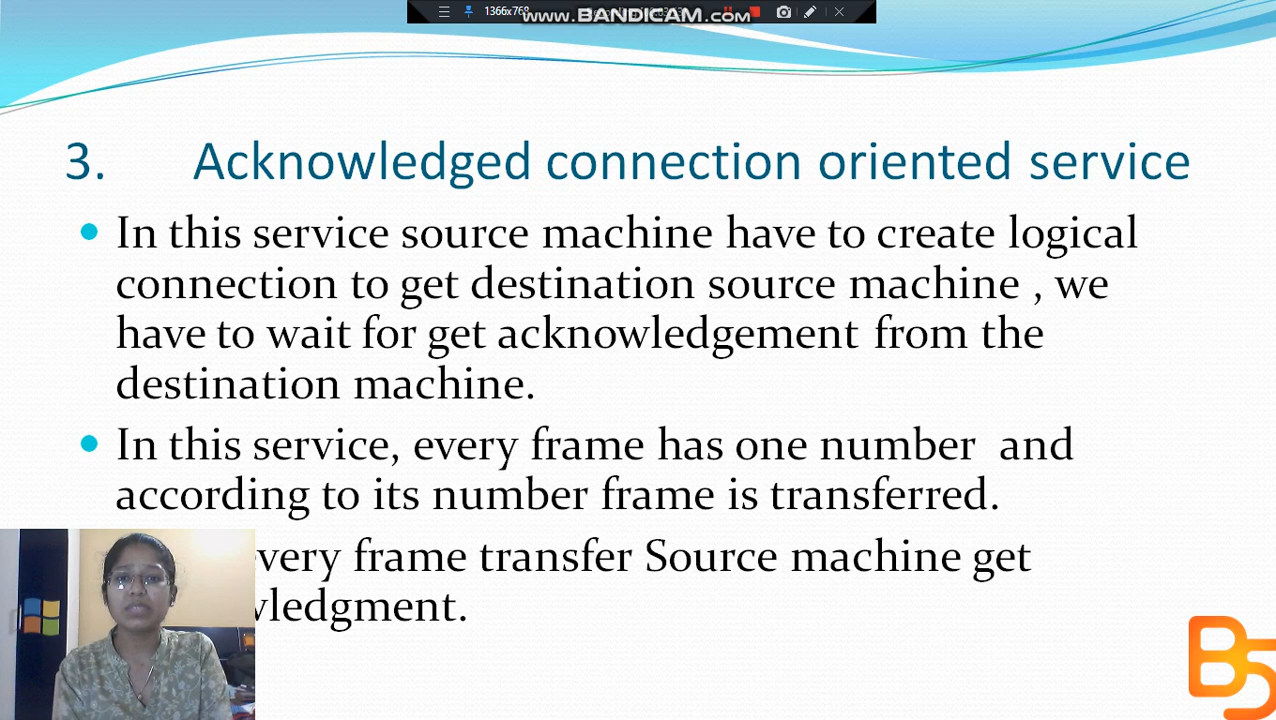 1366x768
www.BANDICAM.com
3. Acknowledged connection oriented service
In this service source machine have to create logical
connection to get destination source machine , we
have to wait for get acknowledgement from the
destination machine.
In this service, every frame has one number and
according to its number frame is transferred.
frame transfer Source machine get
B5